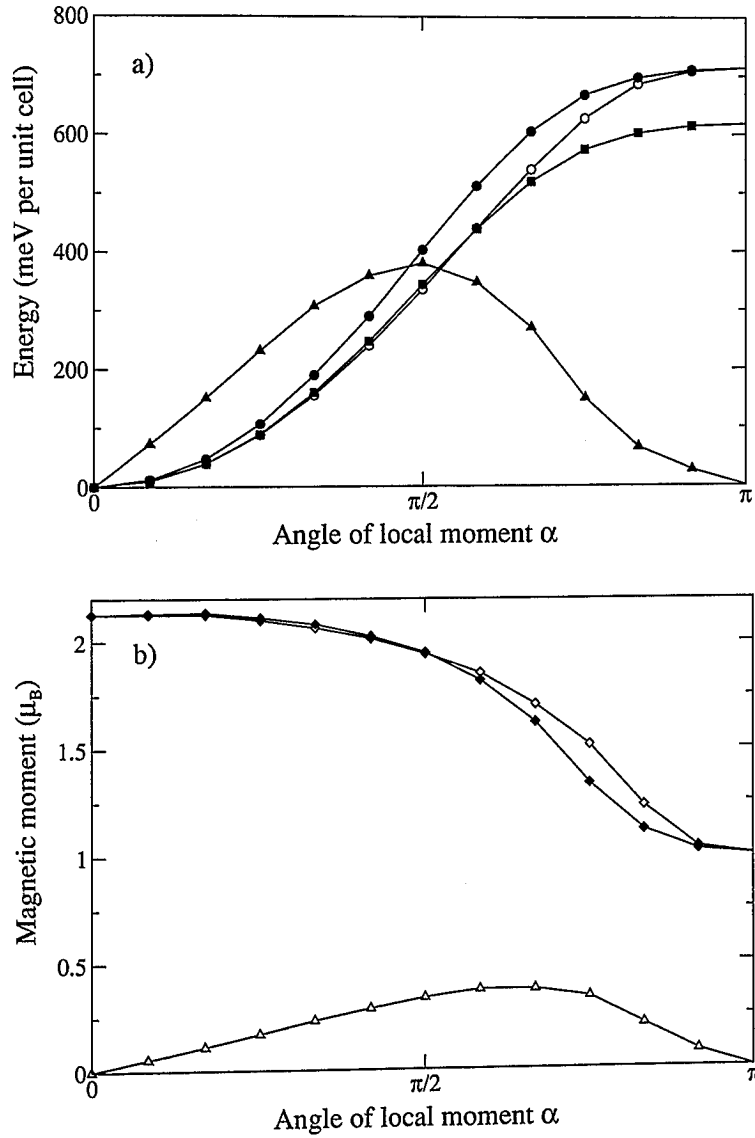 800
a)
600
400
200
0
Energy (meV per unit cell)
0
π/2
π
Angle of local moment α
b)
2
1.5
1
0.5
0
Magnetic moment (μB)
0
π/2
π
Angle of local moment α